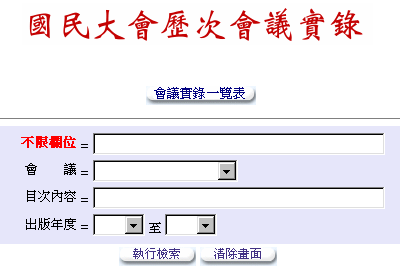 國民大會歷次會議實錄
會議實錄一覽表
不限欄位 =
會 議 =
目次內容 =
出版年度 = 至
執行檢索 清除畫面